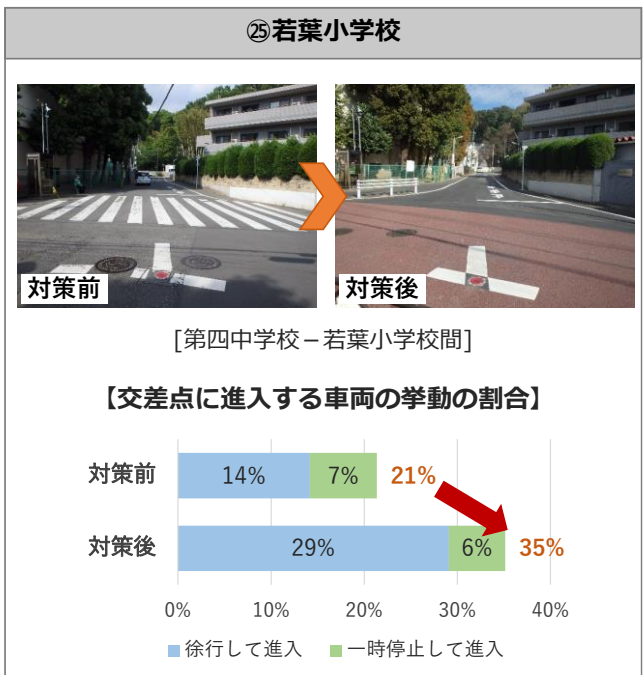 ㉕若葉小学校
対策前
対策後
[第四中学校－若葉小学校間]
【交差点に進入する車両の挙動の割合】
対策前 14% 7% 21%
対策後 29% 6% 35%
0% 10% 20% 30% 40%
徐行して進入 一時停止して進入